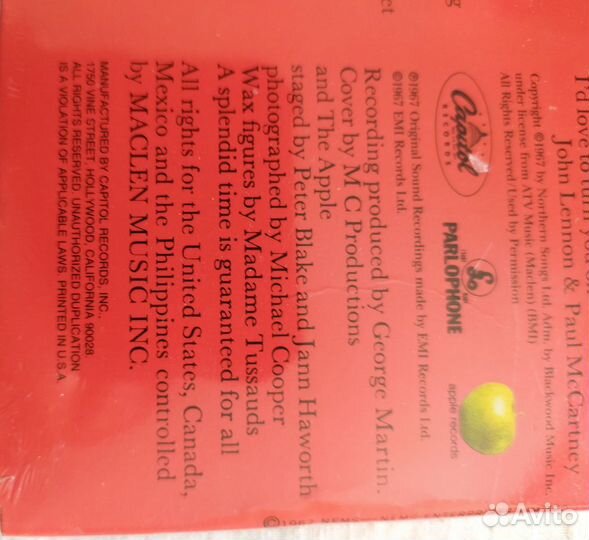 I'd love to turn you
John Lennon & Paul McCartney
Copyright ©1967 by Northern Songs Ltd. Adm. by Blackwood Music Inc.
under license from ATV Music (Maclen) (BMI)
All Rights Reserved/Used by Permission
Capitol
RECORDS
PARLOPHONE
apple records
℗1967 Original Sound Recordings made by EMI Records Ltd.
©1967 EMI Records Ltd.
Recording produced by George Martin.
Cover by M C Productions
and The Apple
staged by Peter Blake and Jann Haworth
photographed by Michael Cooper
Wax figures by Madame Tussauds
A splendid time is guaranteed for all
All rights for the United States, Canada,
Mexico and the Philippines controlled
by MACLEN MUSIC INC.
MANUFACTURED BY CAPITOL RECORDS, INC.,
1750 VINE STREET, HOLLYWOOD, CALIFORNIA 90028.
ALL RIGHTS RESERVED. UNAUTHORIZED DUPLICATION
IS A VIOLATION OF APPLICABLE LAWS. PRINTED IN U.S.A.
©1967 NEMS ENTERPRISES
Avito